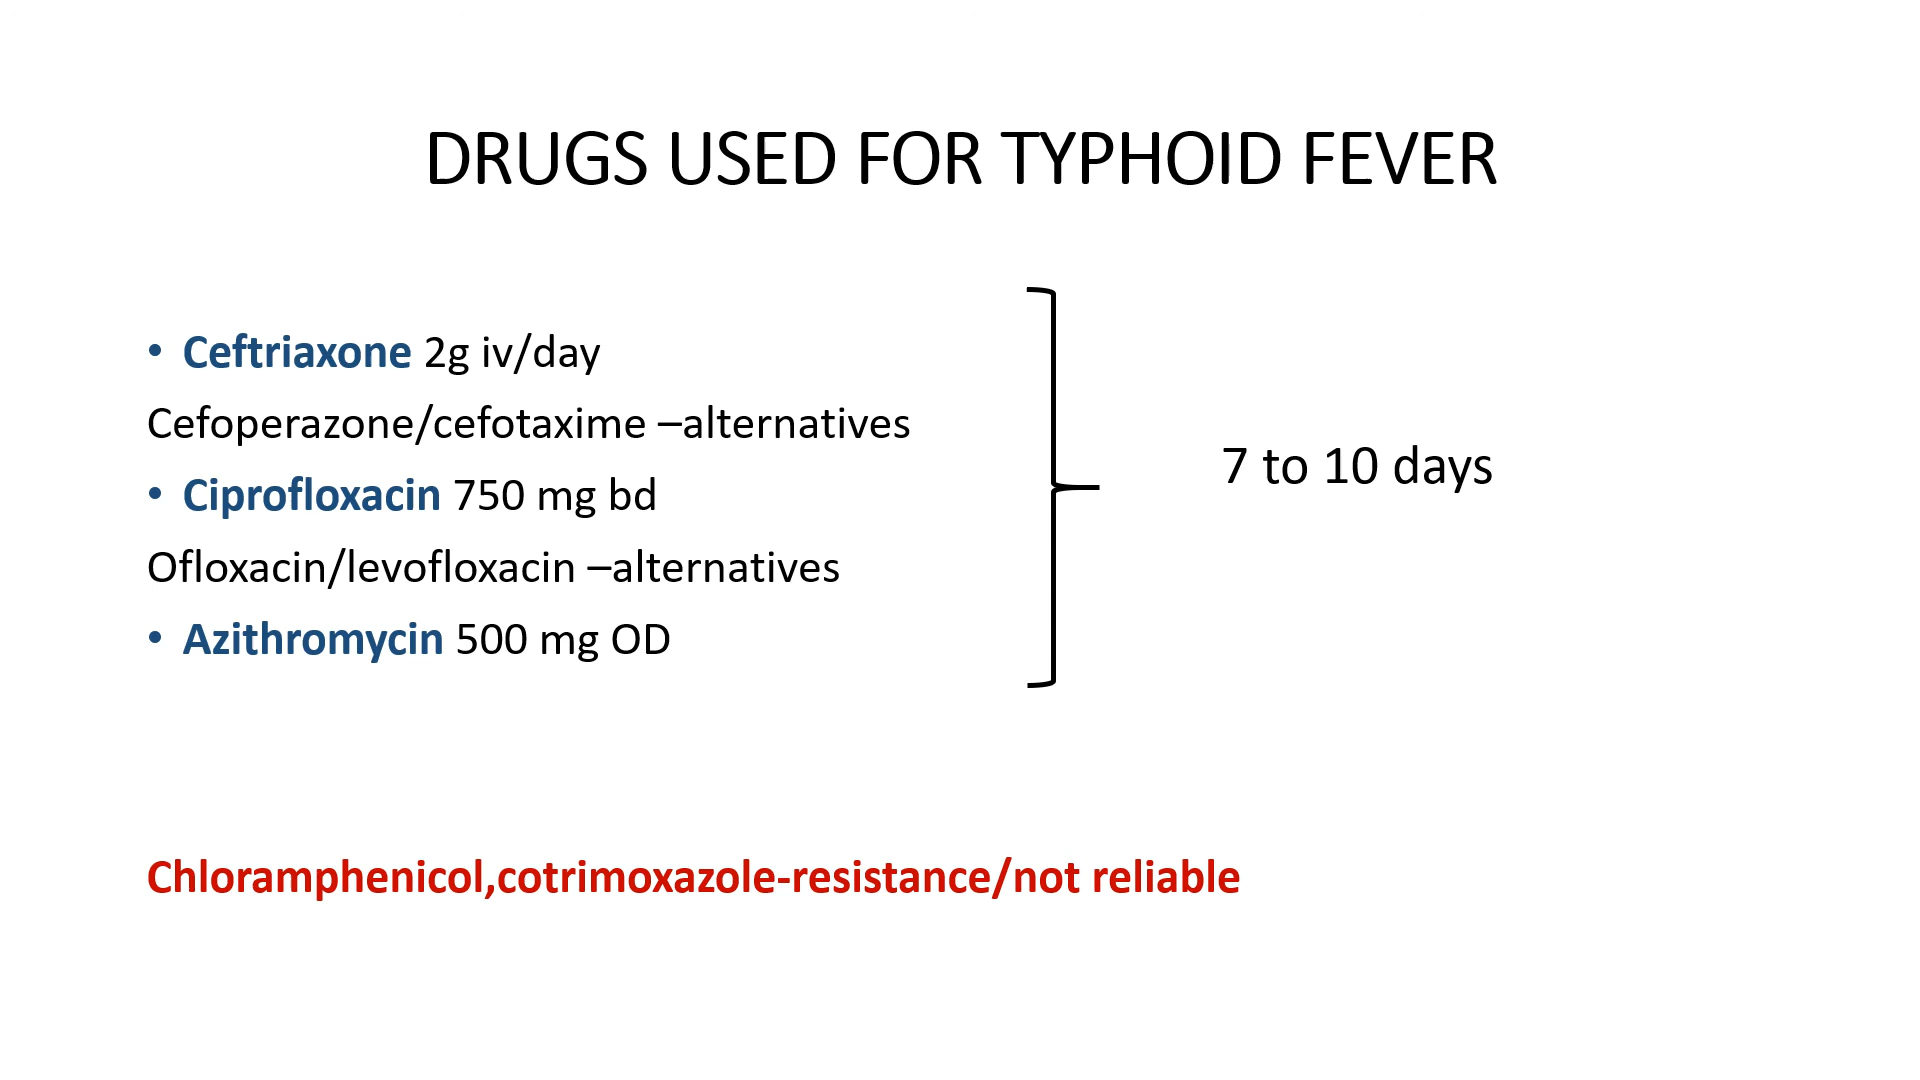 DRUGS USED FOR TYPHOID FEVER
• Ceftriaxone 2g iv/day
Cefoperazone/cefotaxime –alternatives
• Ciprofloxacin 750 mg bd
Ofloxacin/levofloxacin –alternatives
• Azithromycin 500 mg OD
7 to 10 days
Chloramphenicol,cotrimoxazole-resistance/not reliable